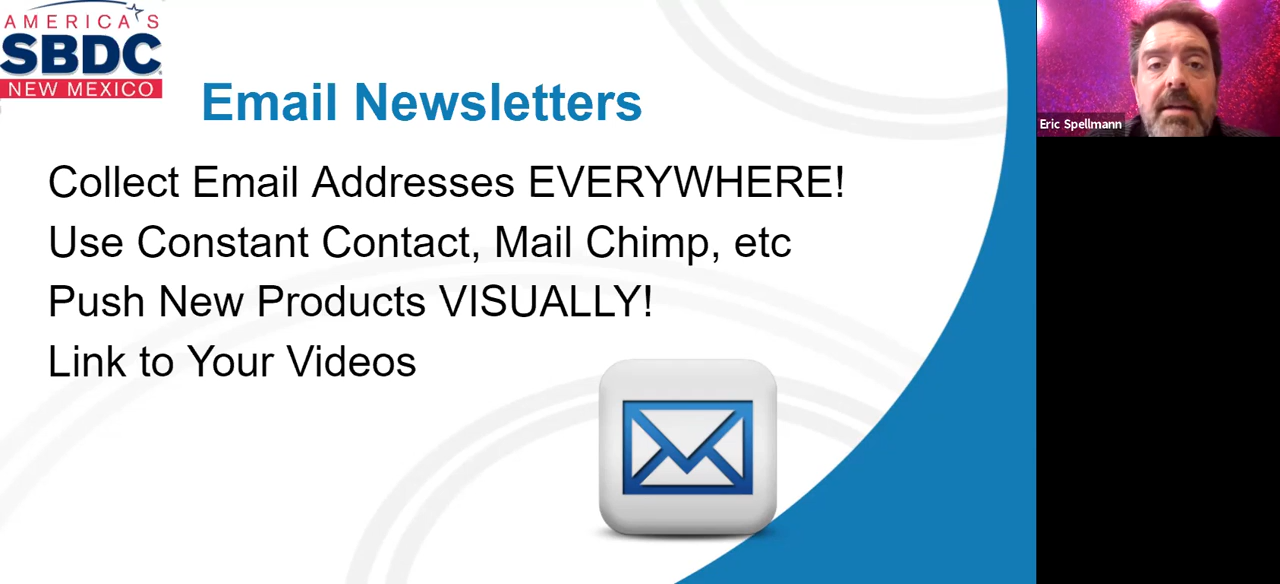 AMERICA'S
SBDC
NEW MEXICO
Email Newsletters
Collect Email Addresses EVERYWHERE!
Use Constant Contact, Mail Chimp, etc
Push New Products VISUALLY!
Link to Your Videos
Eric Spellmann